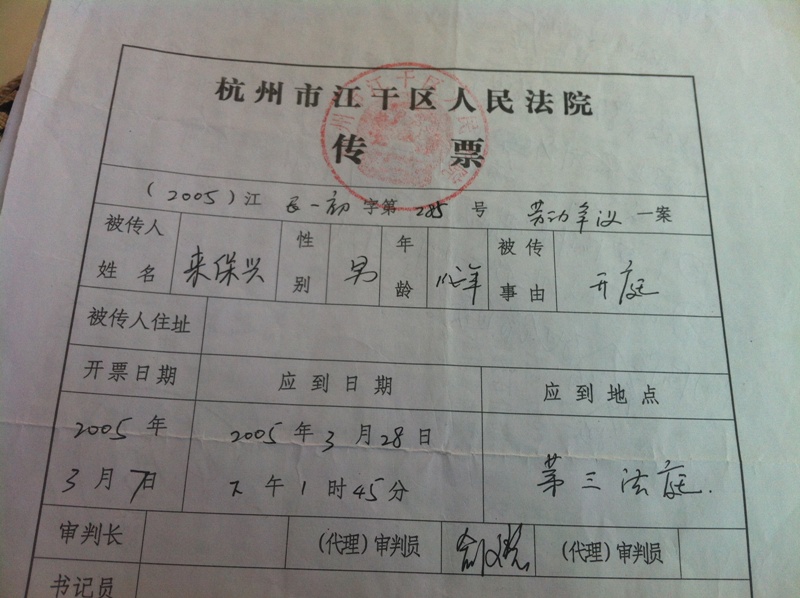 杭州市江干区人民法院
传 票
(2005)江 民一初 字第 285 号 劳动争议 一案
被传人姓名 来保兴 性别 男 年龄 成年 被传事由 开庭
被传人住址
开票日期 应到日期 应到地点
2005 年 2005 年 3 月 28 日
3 月 7 日 下午 1 时 45 分 第三法庭.
审判长 (代理)审判员 (代理)审判员
书记员